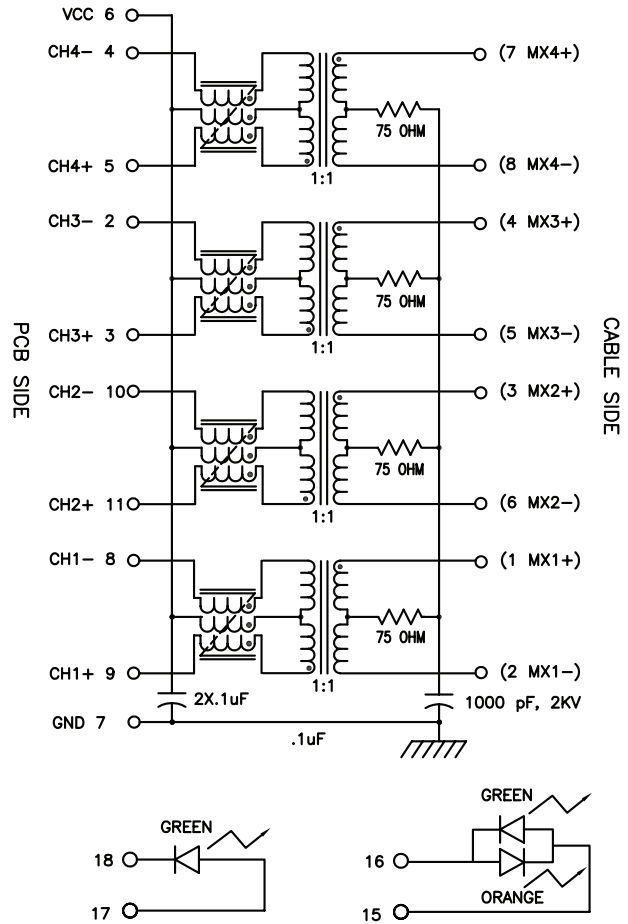 VCC 6
CH4- 4
(7 MX4+)
75 OHM
CH4+ 5
(8 MX4-)
1:1
CH3- 2
(4 MX3+)
75 OHM
CH3+ 3
(5 MX3-)
1:1
PCB SIDE
CABLE SIDE
CH2- 10
(3 MX2+)
75 OHM
CH2+ 11
(6 MX2-)
1:1
CH1- 8
(1 MX1+)
75 OHM
CH1+ 9
(2 MX1-)
1:1
2X.1uF
1000 pF, 2KV
GND 7
.1uF
GREEN
18
17
GREEN
16
ORANGE
15